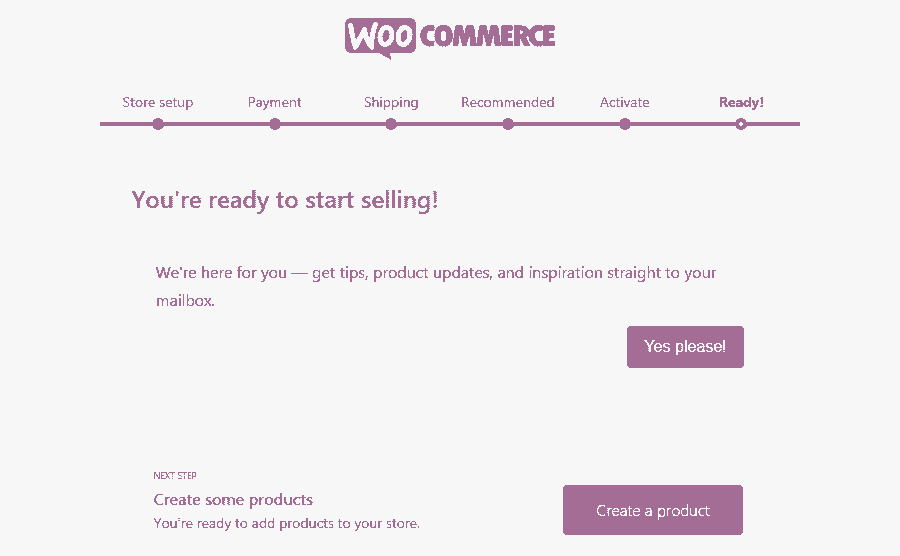 WOO COMMERCE
Store setup Payment Shipping Recommended Activate Ready!
You're ready to start selling!
We're here for you — get tips, product updates, and inspiration straight to your
mailbox.
Yes please!
NEXT STEP
Create some products
You're ready to add products to your store.
Create a product